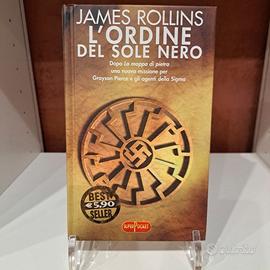 JAMES ROLLINS
L'ORDINE
DEL SOLE NERO
Dopo La mappa di pietra
una nuova missione per
Grayson Pierce e gli agenti della Sigma
BEST
€5,90
SELLER
SUPERPOCKET
subito